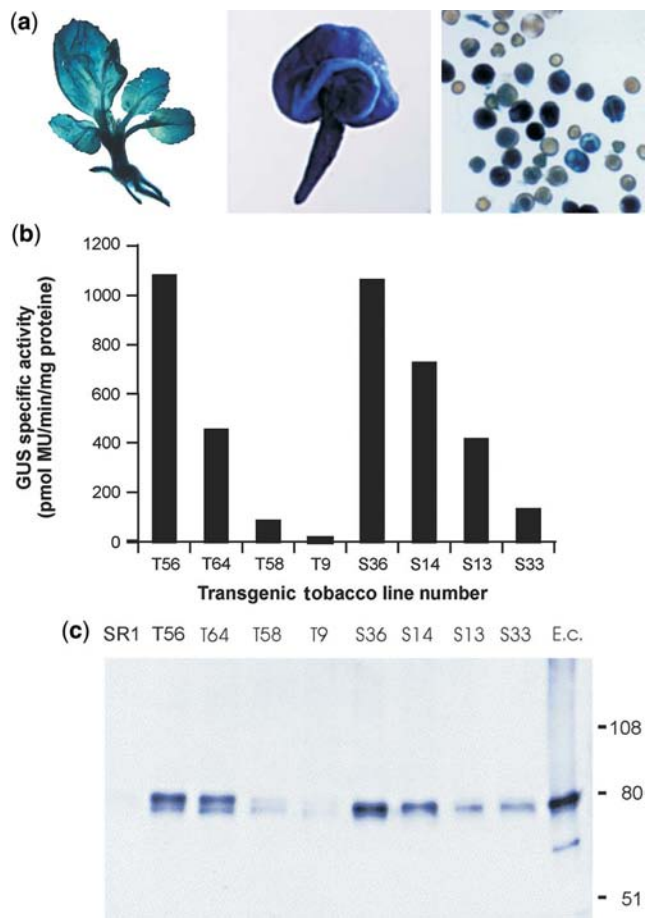 (a)
(b)
GUS specific activity
(pmol MU/min/mg proteine)
1200
1000
800
600
400
200
0
T56 T64 T58 T9 S36 S14 S13 S33
Transgenic tobacco line number
(c) SR1 T56 T64 T58 T9 S36 S14 S13 S33 E.c.
- 108
- 80
- 51